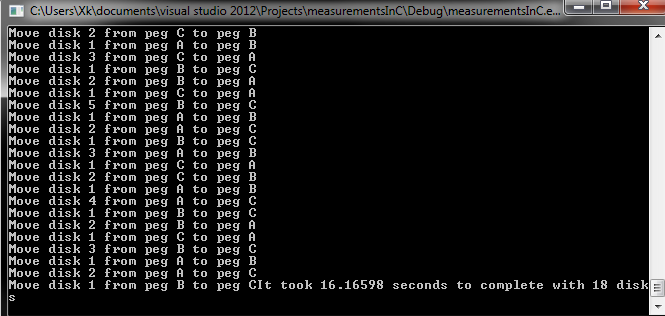 C:\Users\Xk\documents\visual studio 2012\Projects\measurementsInC\Debug\measurementsInC.e...
Move disk 2 from peg C to peg B
Move disk 1 from peg A to peg B
Move disk 3 from peg C to peg A
Move disk 1 from peg B to peg C
Move disk 2 from peg B to peg A
Move disk 1 from peg C to peg A
Move disk 5 from peg B to peg C
Move disk 1 from peg A to peg B
Move disk 2 from peg A to peg C
Move disk 1 from peg B to peg C
Move disk 3 from peg A to peg B
Move disk 1 from peg C to peg A
Move disk 2 from peg C to peg B
Move disk 1 from peg A to peg B
Move disk 4 from peg A to peg C
Move disk 1 from peg B to peg C
Move disk 2 from peg B to peg A
Move disk 1 from peg C to peg A
Move disk 3 from peg B to peg C
Move disk 1 from peg A to peg B
Move disk 2 from peg A to peg C
Move disk 1 from peg B to peg CIt took 16.16598 seconds to complete with 18 disk
s